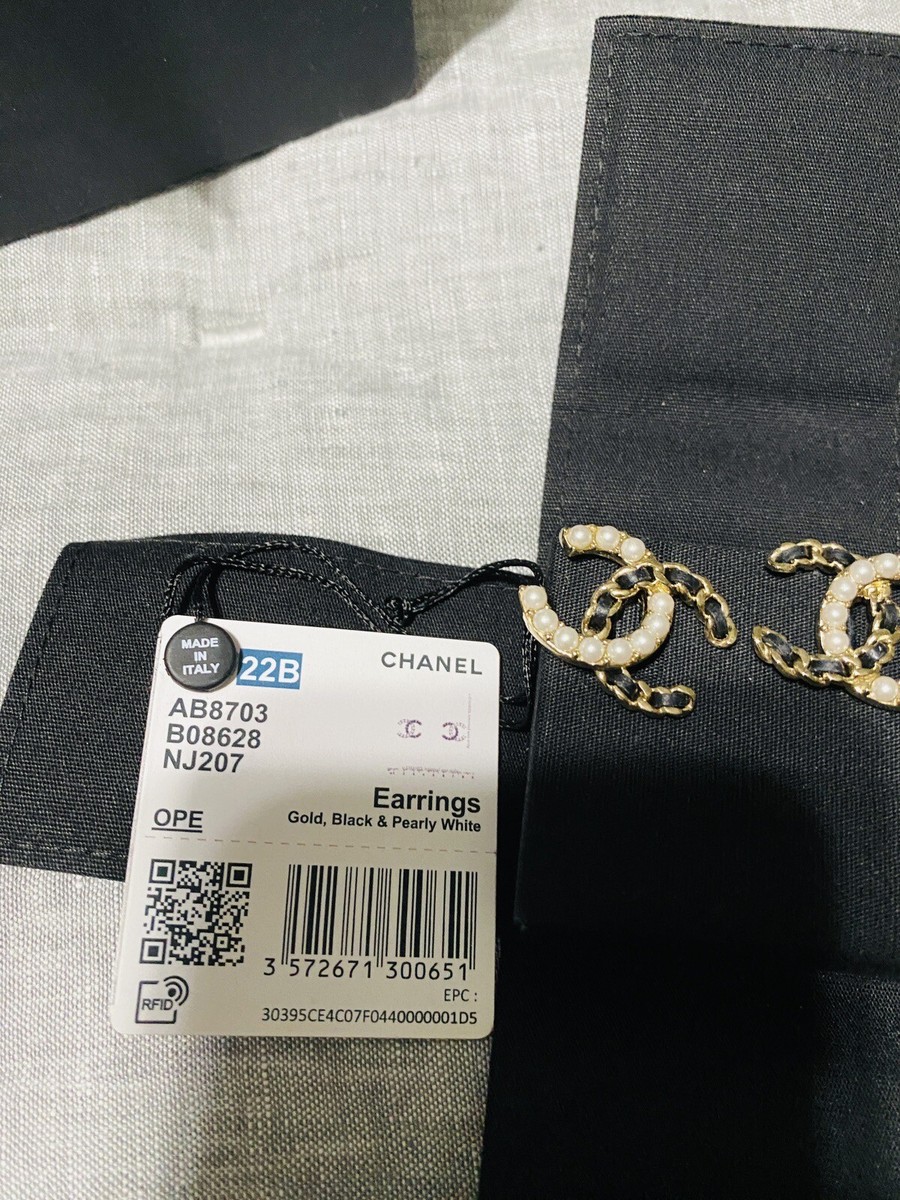 MADE
IN
ITALY
22B
CHANEL
AB8703
B08628
NJ207
Earrings
Gold, Black & Pearly White
OPE
3 572671 300651
RFID
EPC :
30395CE4C07F0440000001D5